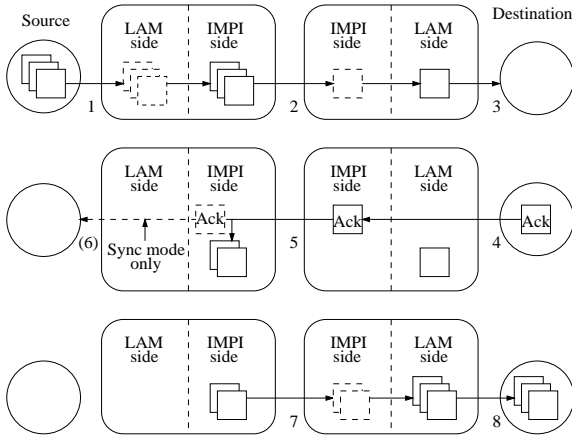 Source
Destination
LAM
side
IMPI
side
IMPI
side
LAM
side
1
2
3
LAM
side
IMPI
side
IMPI
side
LAM
side
Ack
Ack
Ack
(6)
Sync mode
only
5
4
LAM
side
IMPI
side
IMPI
side
LAM
side
7
8